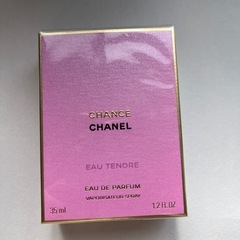 CHANCE
CHANEL
EAU TENDRE
EAU DE PARFUM
VAPORISATEUR SPRAY
35 ml 1.2 FL. OZ.